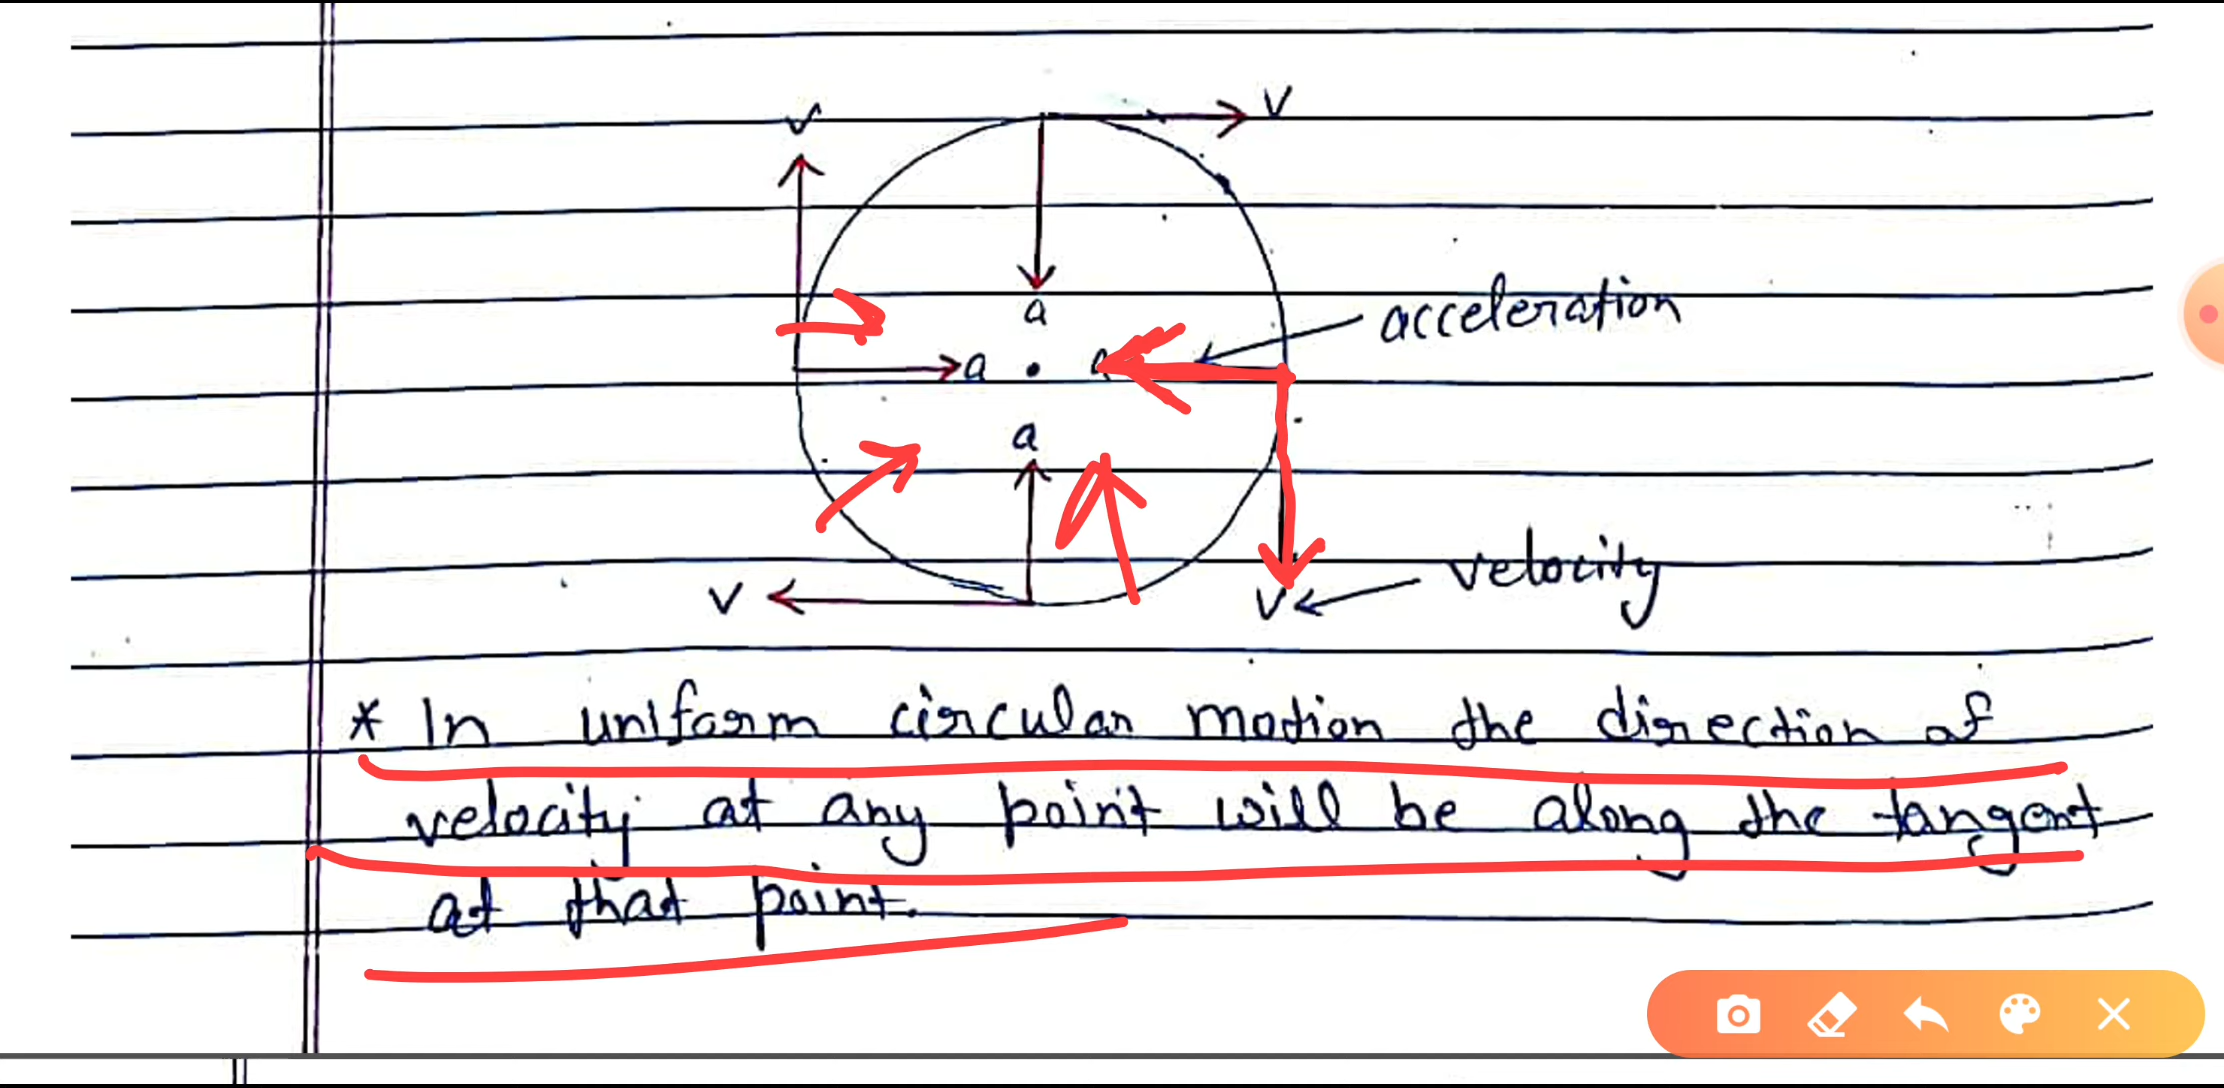 v
v
a
acceleration
a
a
a
velocity
v
v
* In uniform circular motion the direction of
velocity at any point will be along the tangent
at that point.